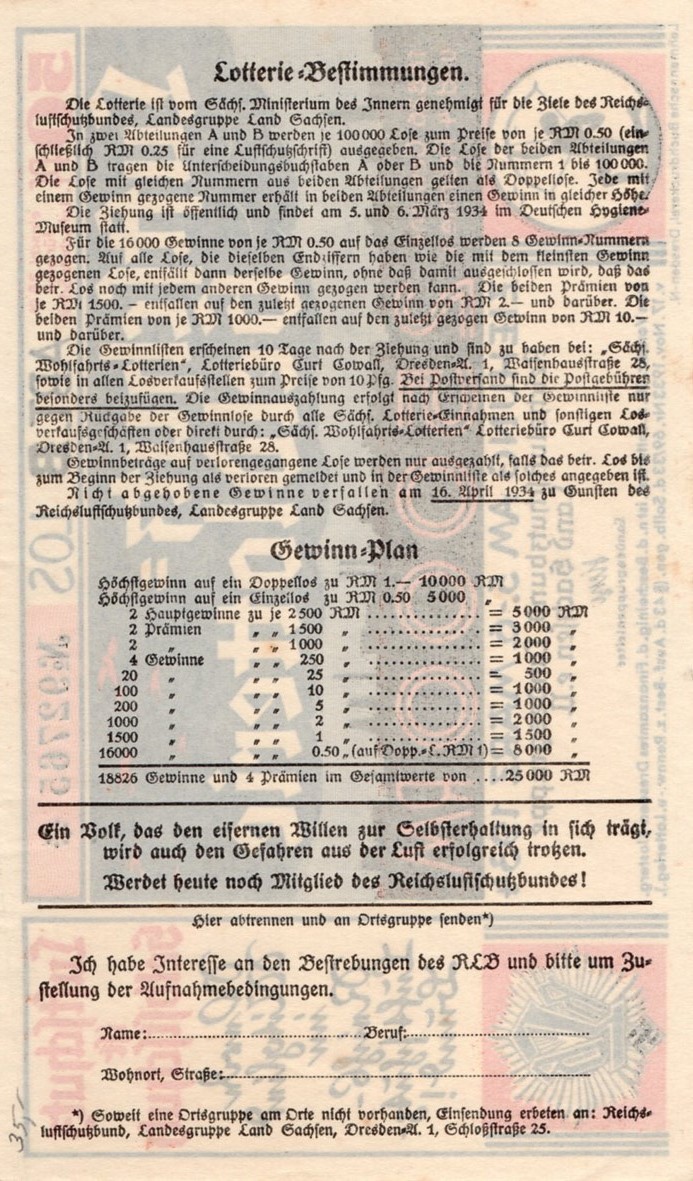 Lotterie-Bestimmungen.
Die Lotterie ist vom Sächs. Ministerium des Innern genehmigt für die Ziele des Reichs-
luftschutzbundes, Landesgruppe Land Sachsen.
In zwei Abteilungen A und B werden je 100000 Lose zum Preise von je RM 0.50 (ein-
schließlich RM 0.25 für eine Luftschutzschrift) ausgegeben. Die Lose der beiden Abteilungen
A und B tragen die Unterscheidungsbuchstaben A oder B und die Nummern 1 bis 100000.
Die Lose mit gleichen Nummern aus beiden Abteilungen gelten als Doppellose. Jede mit
einem Gewinn gezogene Nummer erhält in beiden Abteilungen einen Gewinn in gleicher Höhe.
Die Ziehung ist öffentlich und findet am 5. und 6. März 1934 im Deutschen Hygiene-
Museum statt.
Für die 16000 Gewinne von je RM 0.50 auf das Einzellos werden 8 Gewinn-Nummern
gezogen. Auf alle Lose, die dieselben Endziffern haben wie die mit dem kleinsten Gewinn
gezogenen Lose, entfällt dann derselbe Gewinn, ohne daß damit ausgeschlossen wird, daß das
betr. Los noch mit jedem anderen Gewinn gezogen werden kann. Die beiden Prämien von
je RM 1500. – entfallen auf den zuletzt gezogenen Gewinn von RM 2.— und darüber. Die
beiden Prämien von je RM 1000.— entfallen auf den zuletzt gezogen Gewinn von RM 10.—
und darüber.
Die Gewinnlisten erscheinen 10 Tage nach der Ziehung und sind zu haben bei: „Sächs.
Wohlfahrts-Lotterien“, Lotteriebüro Curt Cowall, Dresden-A. 1, Waisenhausstraße 28,
sowie in allen Losverkaufsstellen zum Preise von 10 Pfg. Bei Postversand sind die Postgebühren
besonders beizufügen. Die Gewinnauszahlung erfolgt nach Erscheinen der Gewinnliste nur
gegen Rückgabe der Gewinnlose durch alle Sächs. Lotterie-Einnahmen und sonstigen Los-
verkaufsgeschäften oder direkt durch: „Sächs. Wohlfahrts-Lotterien“ Lotteriebüro Curt Cowall,
Dresden-A. 1, Waisenhausstraße 28.
Gewinnbeträge auf verlorengegangene Lose werden nur ausgezahlt, falls das betr. Los bis
zum Beginn der Ziehung als verloren gemeldet und in der Gewinnliste als solches angegeben ist.
Nicht abgehobene Gewinne verfallen am 16. April 1934 zu Gunsten des
Reichsluftschutzbundes, Landesgruppe Land Sachsen.
Gewinn-Plan
Höchstgewinn auf ein Doppellos zu RM 1.— 10000 RM
Höchstgewinn auf ein Einzellos zu RM 0.50 5000 „
2 Hauptgewinne zu je 2500 RM .............. = 5000 RM
2 Prämien „ „ 1500 „ .............. = 3000 „
2 „ „ „ 1000 „ .............. = 2000 „
4 Gewinne „ „ 250 „ .............. = 1000 „
20 „ „ „ 25 „ .............. = 500 „
100 „ „ „ 10 „ .............. = 1000 „
200 „ „ „ 5 „ .............. = 1000 „
1000 „ „ „ 2 „ .............. = 2000 „
1500 „ „ „ 1 „ .............. = 1500 „
16000 „ „ „ 0.50 „ (auf Dopp.-L. RM 1) = 8000 „
18826 Gewinne und 4 Prämien im Gesamtwerte von ....25000 RM
Ein Volk, das den eisernen Willen zur Selbsterhaltung in sich trägt,
wird auch den Gefahren aus der Luft erfolgreich trotzen.
Werdet heute noch Mitglied des Reichsluftschutzbundes!
Hier abtrennen und an Ortsgruppe senden*)
Ich habe Interesse an den Bestrebungen des RLB und bitte um Zu-
stellung der Aufnahmebedingungen.
Name: Beruf:
Wohnort, Straße:
*) Soweit eine Ortsgruppe am Orte nicht vorhanden, Einsendung erbeten an: Reichs-
luftschutzbund, Landesgruppe Land Sachsen, Dresden-A. 1, Schloßstraße 25.
35,-